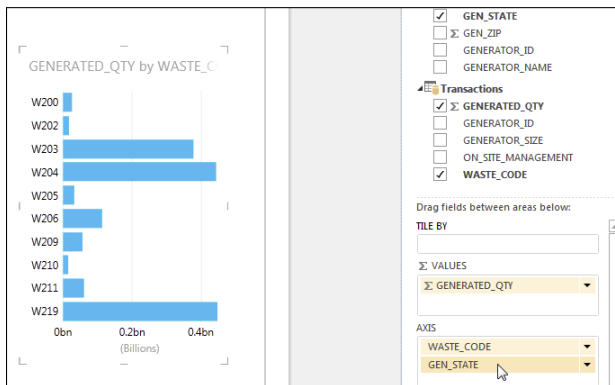 GENERATED_QTY by WASTE_C
W200
W202
W203
W204
W205
W206
W209
W210
W211
W219
0bn 0.2bn 0.4bn
(Billions)
GEN_STATE
Σ GEN_ZIP
GENERATOR_ID
GENERATOR_NAME
Transactions
Σ GENERATED_QTY
GENERATOR_ID
GENERATOR_SIZE
ON_SITE_MANAGEMENT
WASTE_CODE
Drag fields between areas below:
TILE BY
Σ VALUES
Σ GENERATED_QTY
AXIS
WASTE_CODE
GEN_STATE